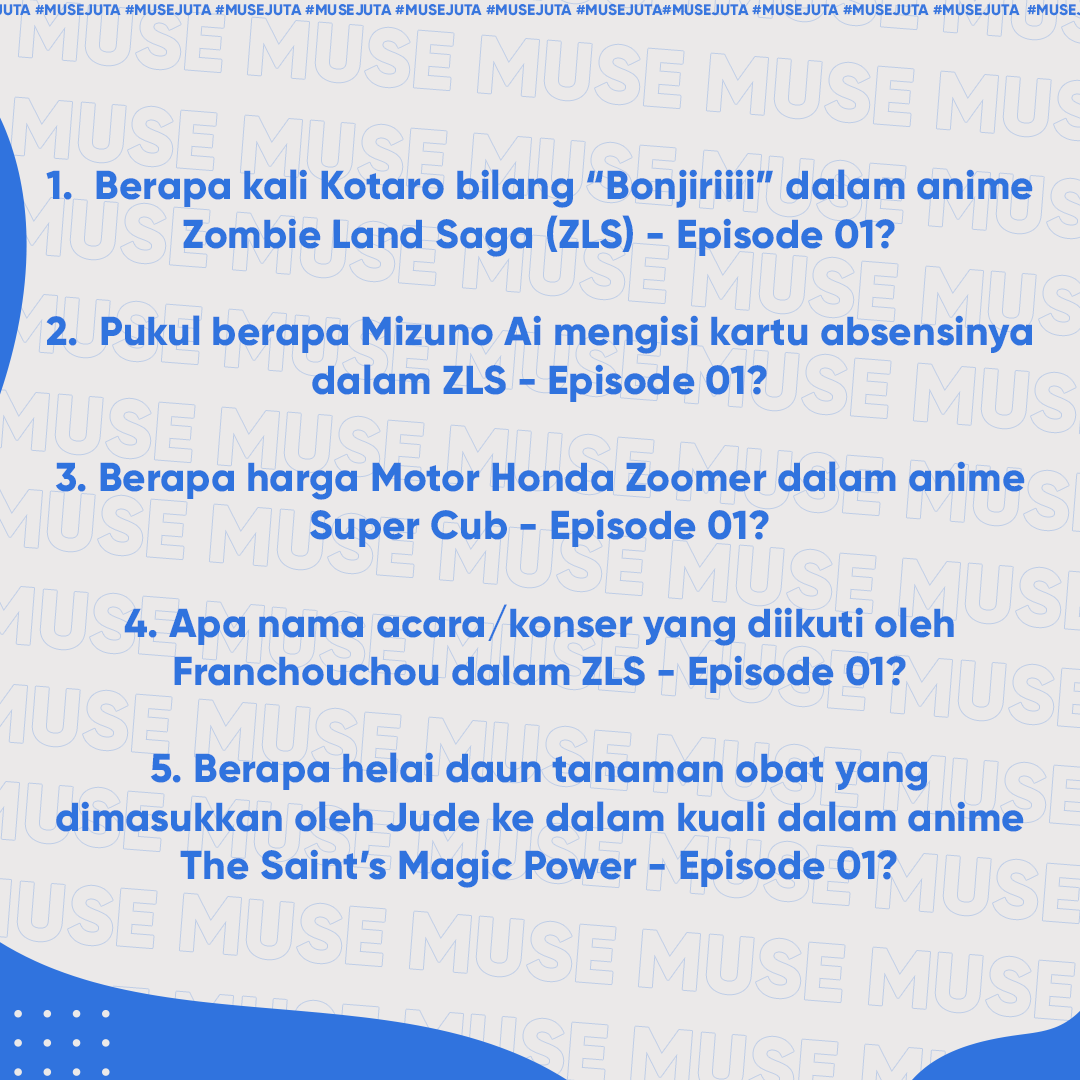 JUTA #MUSEJUTA #MUSEJUTA #MUSEJUTA #MUSEJUTA #MUSEJUTA #MUSEJUTA #MUSEJUTA#MUSEJUTA #MUSEJUTA #MUSEJUTA #MUSEJUTA #MUSEJ
1. Berapa kali Kotaro bilang “Bonjiriiii” dalam anime
Zombie Land Saga (ZLS) - Episode 01?
2. Pukul berapa Mizuno Ai mengisi kartu absensinya
dalam ZLS - Episode 01?
3. Berapa harga Motor Honda Zoomer dalam anime
Super Cub - Episode 01?
4. Apa nama acara/konser yang diikuti oleh
Franchouchou dalam ZLS - Episode 01?
5. Berapa helai daun tanaman obat yang
dimasukkan oleh Jude ke dalam kuali dalam anime
The Saint’s Magic Power - Episode 01?